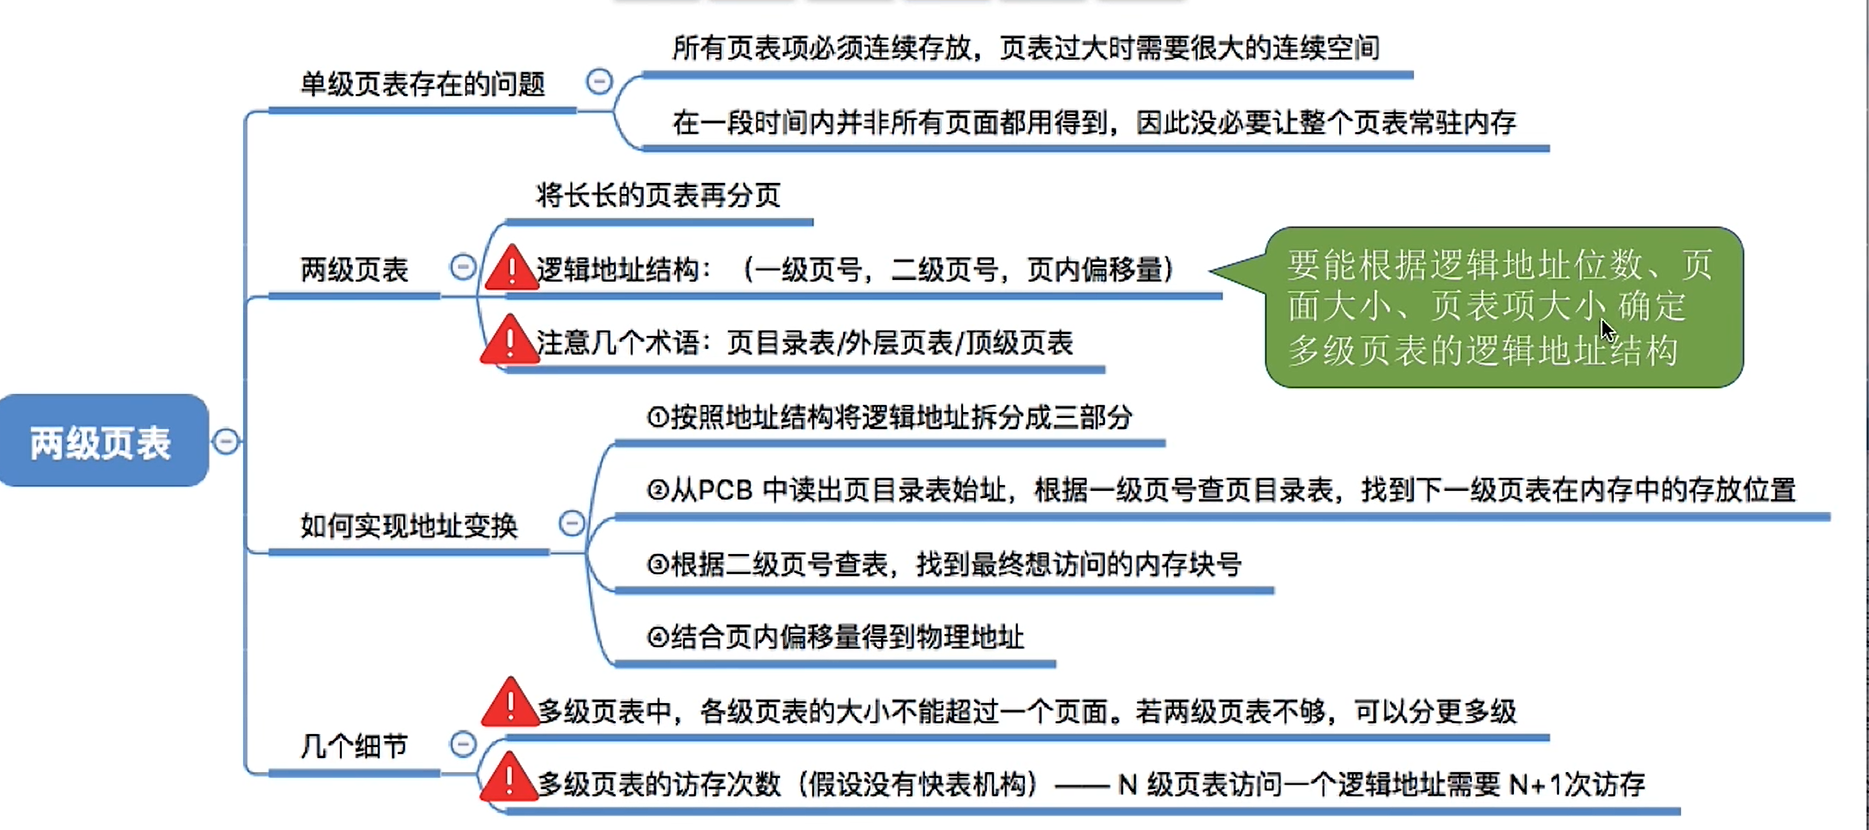 单级页表存在的问题
所有页表项必须连续存放，页表过大时需要很大的连续空间
在一段时间内并非所有页面都用得到，因此没必要让整个页表常驻内存
两级页表
将长长的页表再分页
逻辑地址结构：（一级页号，二级页号，页内偏移量）
要能根据逻辑地址位数、页
面大小、页表项大小 确定
多级页表的逻辑地址结构
注意几个术语：页目录表/外层页表/顶级页表
两级页表
如何实现地址变换
①按照地址结构将逻辑地址拆分成三部分
②从PCB 中读出页目录表始址，根据一级页号查页目录表，找到下一级页表在内存中的存放位置
③根据二级页号查表，找到最终想访问的内存块号
④结合页内偏移量得到物理地址
几个细节
多级页表中，各级页表的大小不能超过一个页面。若两级页表不够，可以分更多级
多级页表的访存次数（假设没有快表机构）—— N 级页表访问一个逻辑地址需要 N+1次访存